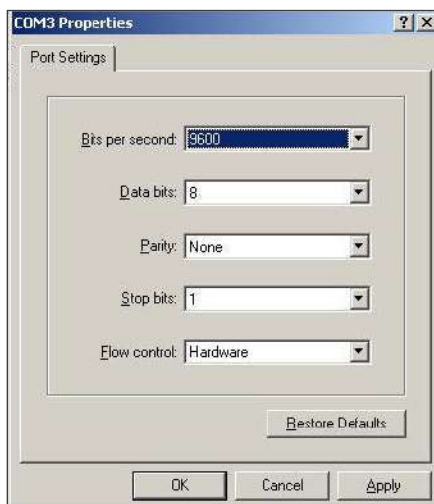 COM3 Properties
Port Settings
Bits per second: 9600
Data bits: 8
Parity: None
Stop bits: 1
Flow control: Hardware
Restore Defaults
OK Cancel Apply